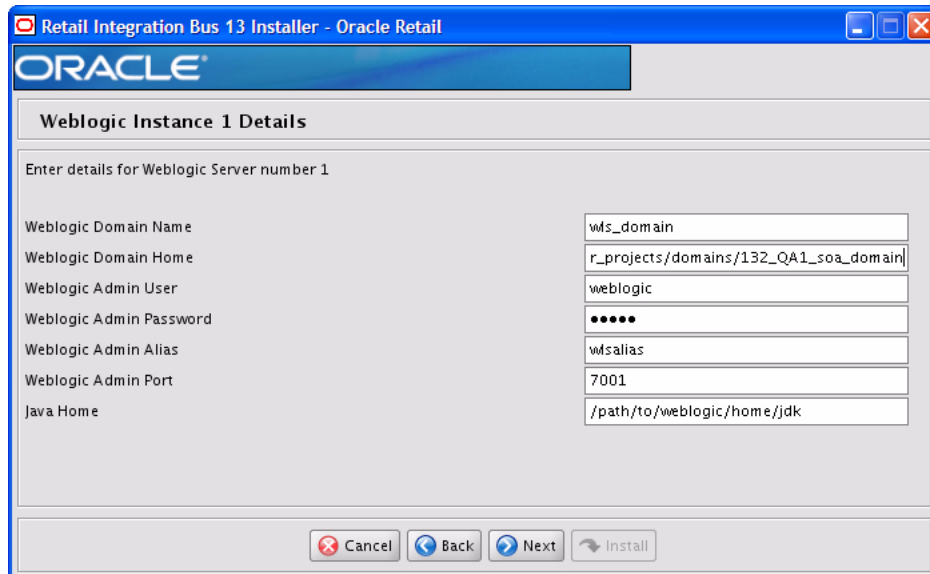 Retail Integration Bus 13 Installer - Oracle Retail
ORACLE®
Weblogic Instance 1 Details
Enter details for Weblogic Server number 1
Weblogic Domain Name wls_domain
Weblogic Domain Home r_projects/domains/132_QA1_soa_domain
Weblogic Admin User weblogic
Weblogic Admin Password •••••
Weblogic Admin Alias wlsalias
Weblogic Admin Port 7001
Java Home /path/to/weblogic/home/jdk
Cancel Back Next Install